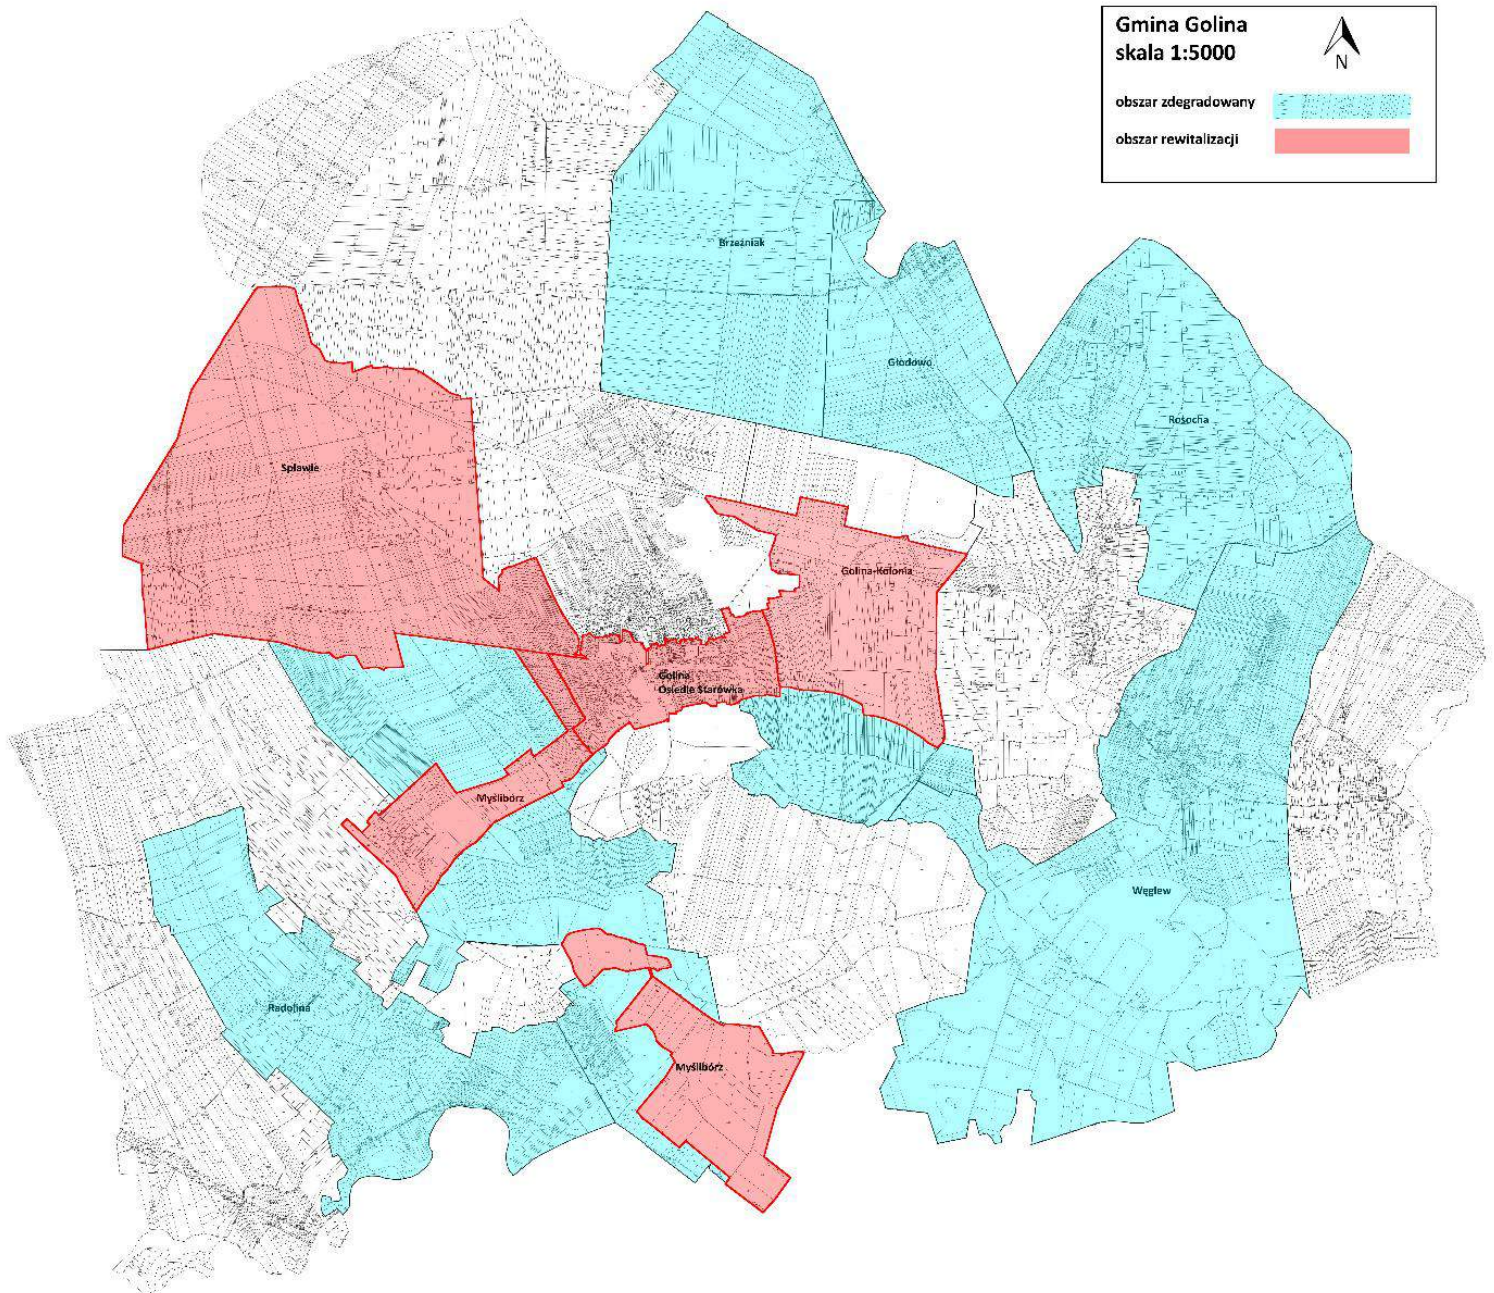 Gmina Golina
skala 1:5000
N
obszar zdegradowany
obszar rewitalizacji
Brzeźniak
Głodowo
Rosocha
Spławie
Golina-Kolonia
Golina
Osiedle Starówka
Myślibórz
Węglew
Radolina
Myślibórz